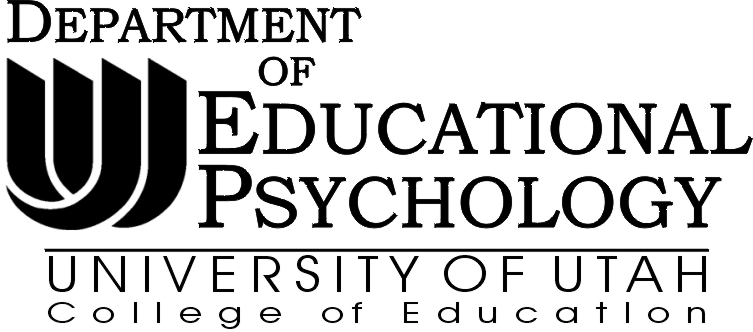 DEPARTMENT
OF
EDUCATIONAL
PSYCHOLOGY
UNIVERSITY OF UTAH
College of Education